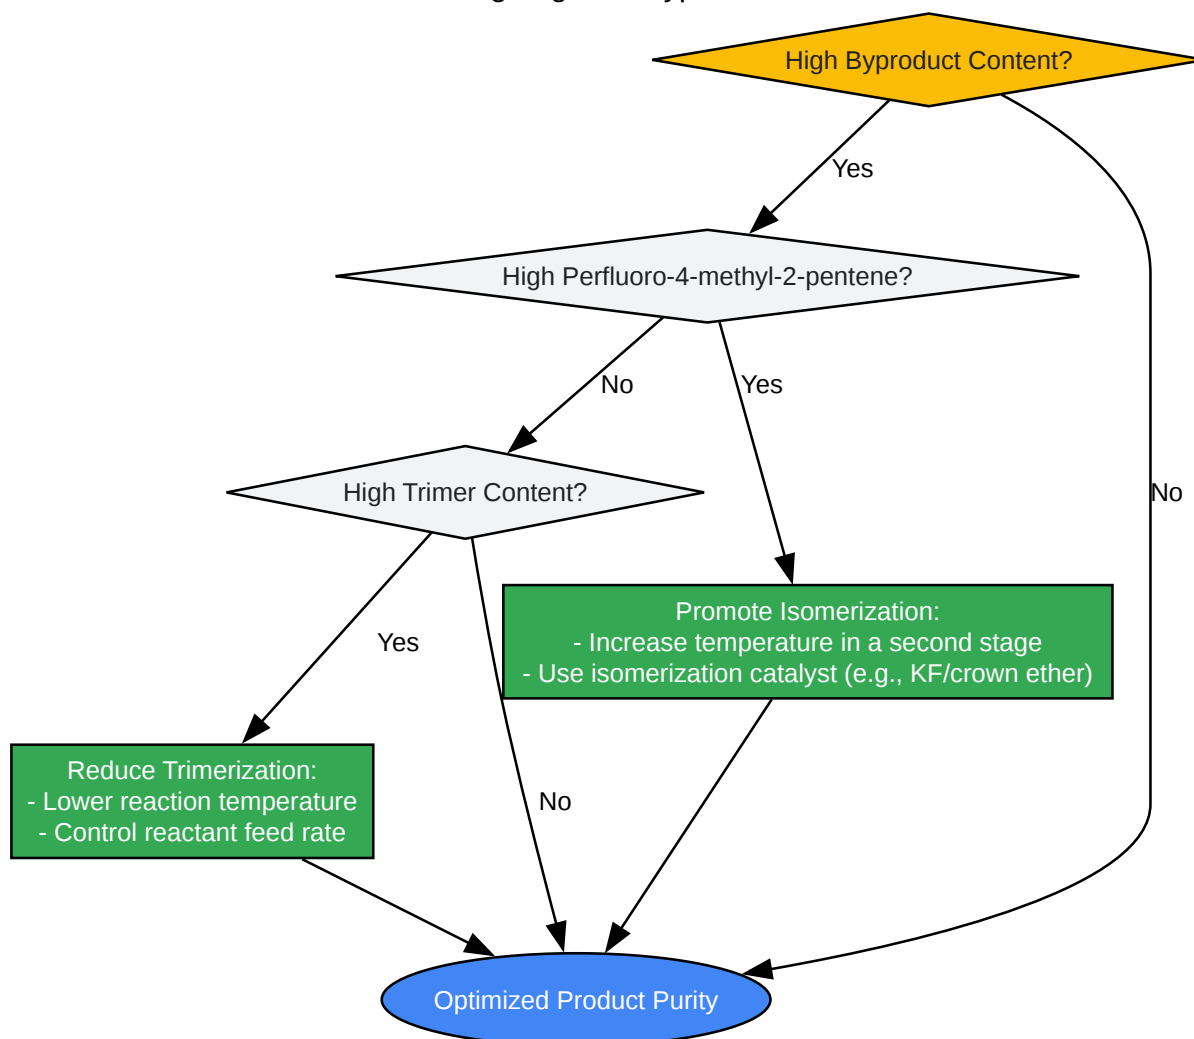 High Byproduct Content?
Yes
High Perfluoro-4-methyl-2-pentene?
No
Yes
High Trimer Content?
No
Promote Isomerization:
- Increase temperature in a second stage
- Use isomerization catalyst (e.g., KF/crown ether)
Yes
Reduce Trimerization:
- Lower reaction temperature
- Control reactant feed rate
No
Optimized Product Purity